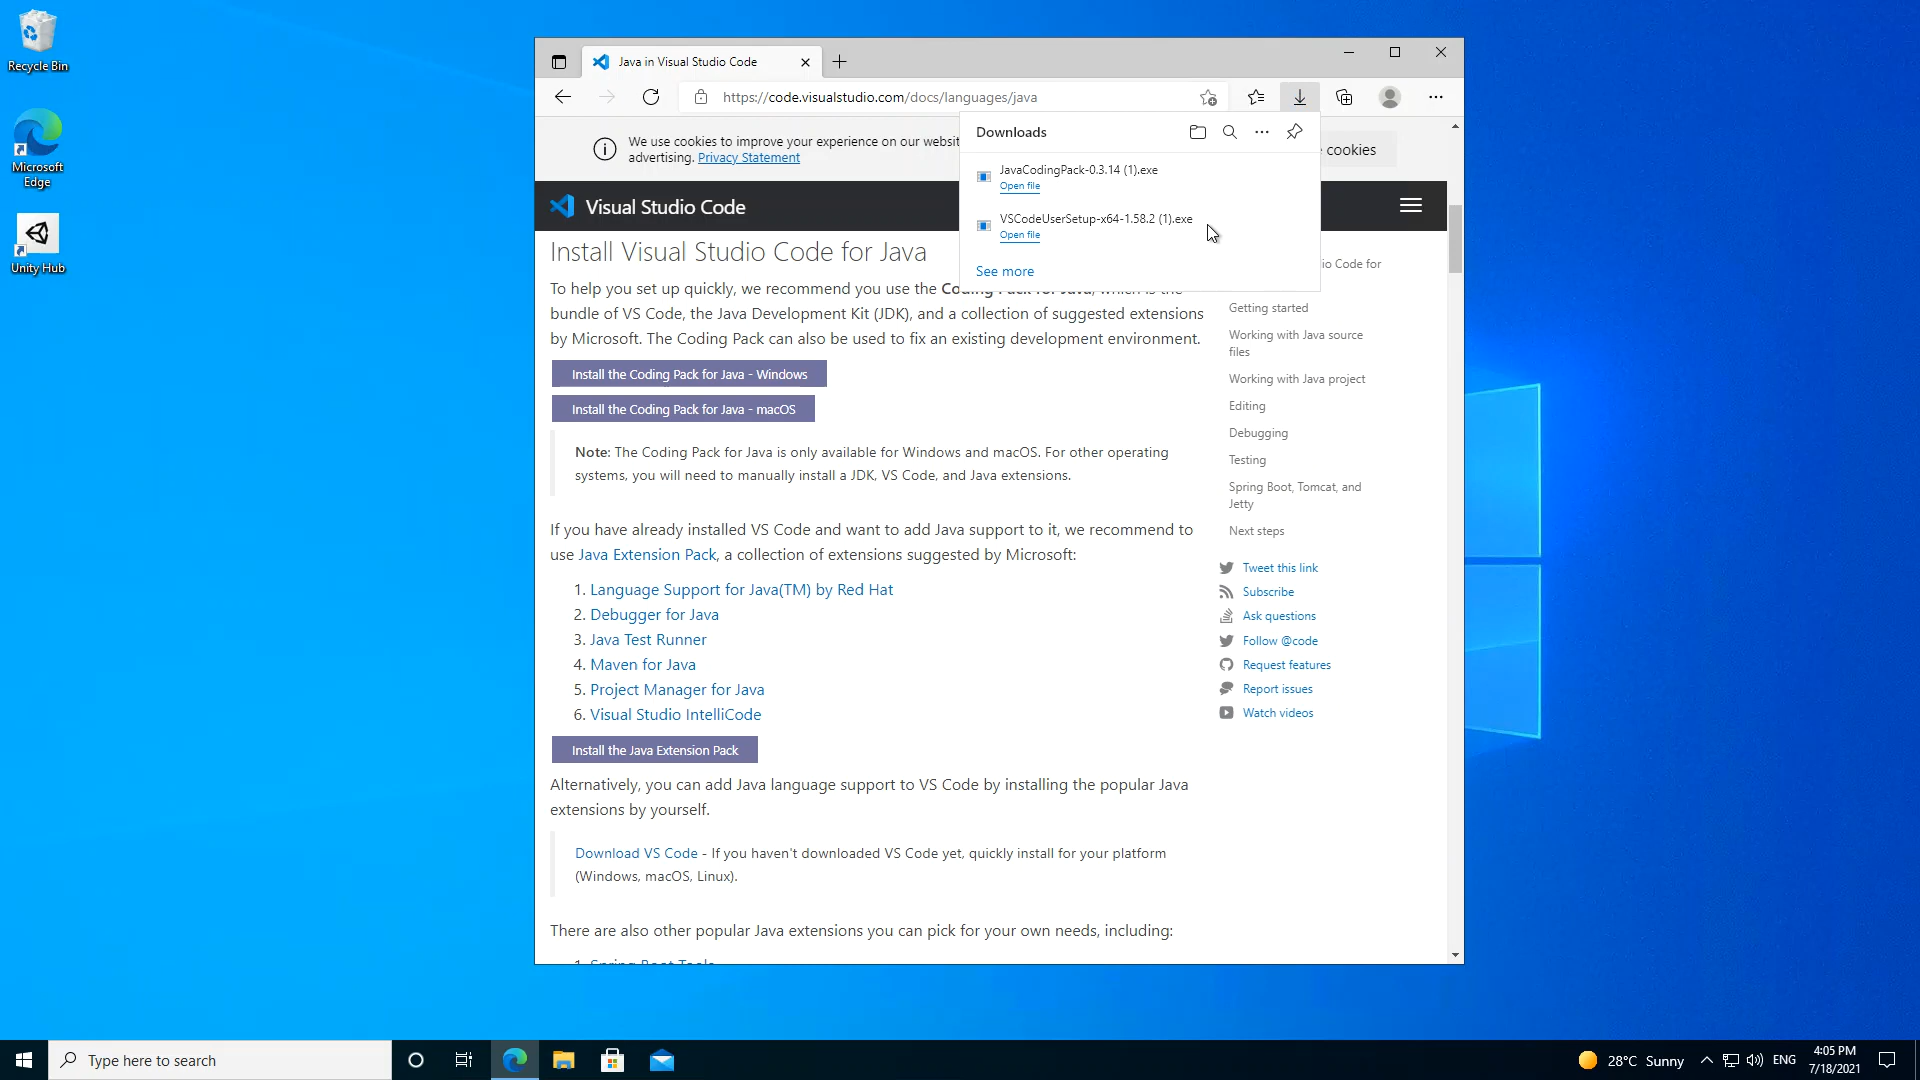 Recycle Bin
Microsoft
Edge
Unity Hub
Java in Visual Studio Code
https://code.visualstudio.com/docs/languages/java
We use cookies to improve your experience on our websit
advertising. Privacy Statement
e cookies
Downloads
JavaCodingPack-0.3.14 (1).exe
Open file
VSCodeUserSetup-x64-1.58.2 (1).exe
Open file
See more
Visual Studio Code
Install Visual Studio Code for Java
To help you set up quickly, we recommend you use the Coding Pack for Java, which is the
bundle of VS Code, the Java Development Kit (JDK), and a collection of suggested extensions
by Microsoft. The Coding Pack can also be used to fix an existing development environment.
Install the Coding Pack for Java - Windows
Install the Coding Pack for Java - macOS
Note: The Coding Pack for Java is only available for Windows and macOS. For other operating
systems, you will need to manually install a JDK, VS Code, and Java extensions.
If you have already installed VS Code and want to add Java support to it, we recommend to
use Java Extension Pack, a collection of extensions suggested by Microsoft:
1. Language Support for Java(TM) by Red Hat
2. Debugger for Java
3. Java Test Runner
4. Maven for Java
5. Project Manager for Java
6. Visual Studio IntelliCode
Install the Java Extension Pack
Alternatively, you can add Java language support to VS Code by installing the popular Java
extensions by yourself.
Download VS Code - If you haven't downloaded VS Code yet, quickly install for your platform
(Windows, macOS, Linux).
There are also other popular Java extensions you can pick for your own needs, including:
1. Spring Boot Tools
io Code for
Getting started
Working with Java source
files
Working with Java project
Editing
Debugging
Testing
Spring Boot, Tomcat, and
Jetty
Next steps
Tweet this link
Subscribe
Ask questions
Follow @code
Request features
Report issues
Watch videos
Type here to search
28°C Sunny
ENG
4:05 PM
7/18/2021